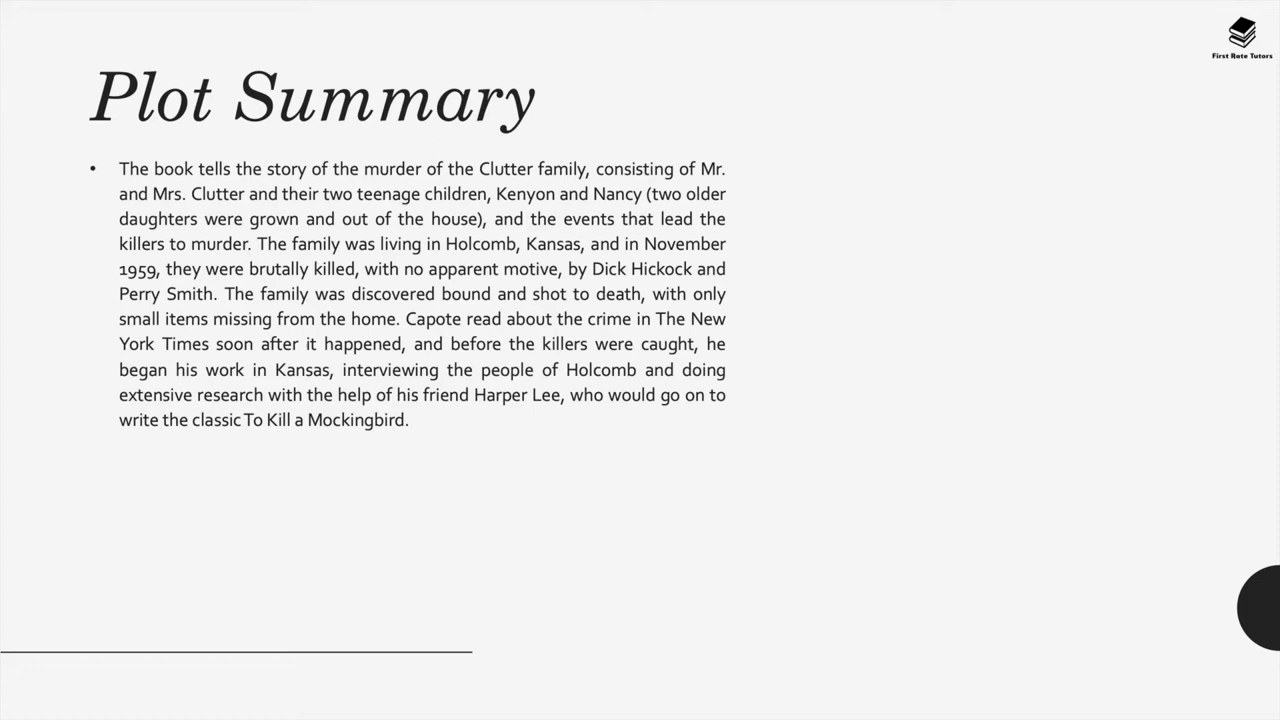 First Rate Tutors
Plot Summary
• The book tells the story of the murder of the Clutter family, consisting of Mr.
and Mrs. Clutter and their two teenage children, Kenyon and Nancy (two older
daughters were grown and out of the house), and the events that lead the
killers to murder. The family was living in Holcomb, Kansas, and in November
1959, they were brutally killed, with no apparent motive, by Dick Hickock and
Perry Smith. The family was discovered bound and shot to death, with only
small items missing from the home. Capote read about the crime in The New
York Times soon after it happened, and before the killers were caught, he
began his work in Kansas, interviewing the people of Holcomb and doing
extensive research with the help of his friend Harper Lee, who would go on to
write the classic To Kill a Mockingbird.